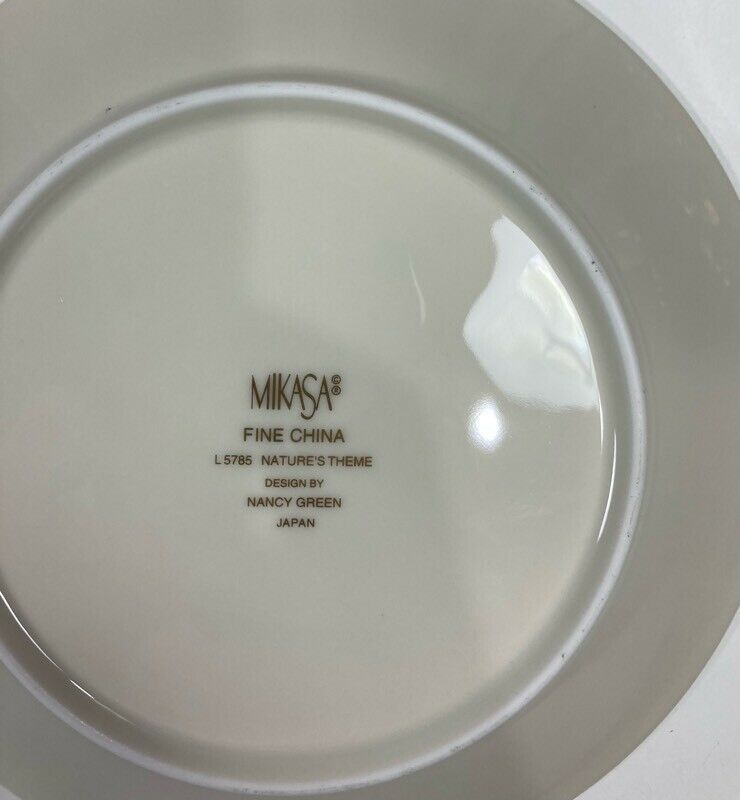 MIKASA©®
FINE CHINA
L 5785 NATURE'S THEME
DESIGN BY
NANCY GREEN
JAPAN